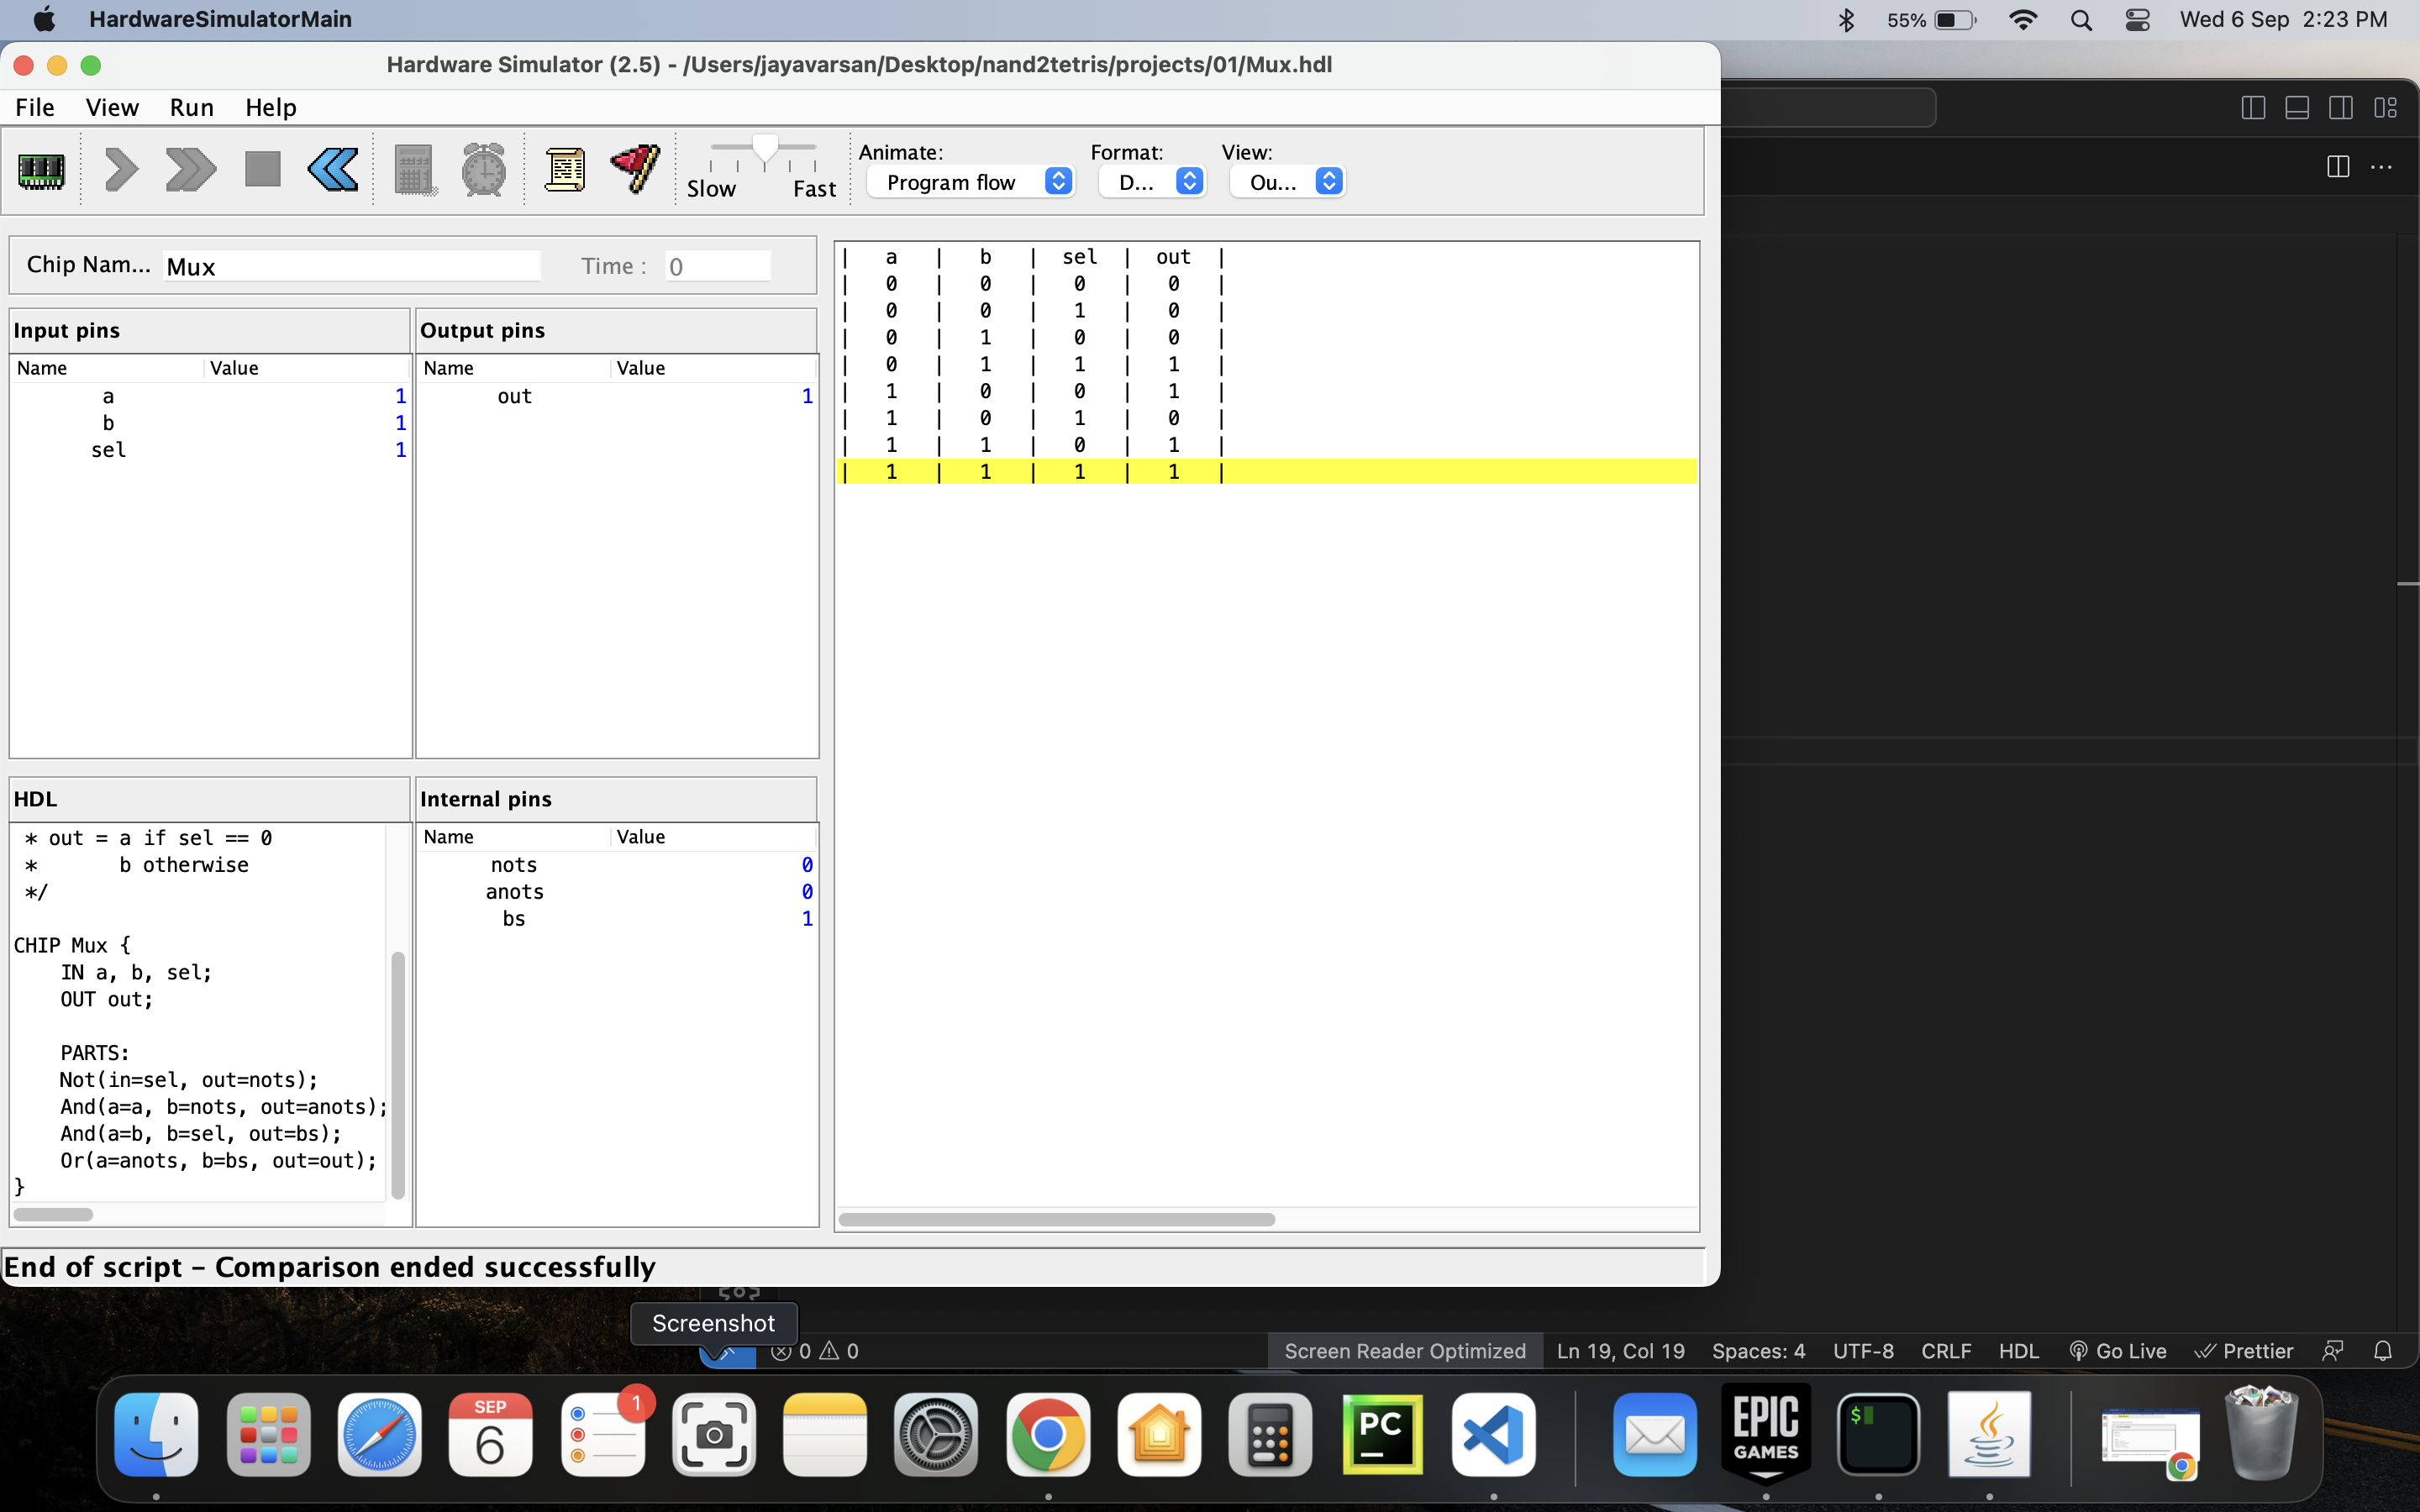 HardwareSimulatorMain
55%
Wed 6 Sep 2:23 PM
Hardware Simulator (2.5) - /Users/jayavarsan/Desktop/nand2tetris/projects/01/Mux.hdl
File View Run Help
Slow Fast
Animate: Format: View:
Program flow D... Ou...
Chip Nam... Mux Time : 0
Input pins
Name Value
a 1
b 1
sel 1
Output pins
Name Value
out 1
| a | b | sel | out |
| 0 | 0 | 0 | 0 |
| 0 | 0 | 1 | 0 |
| 0 | 1 | 0 | 0 |
| 0 | 1 | 1 | 1 |
| 1 | 0 | 0 | 1 |
| 1 | 0 | 1 | 0 |
| 1 | 1 | 0 | 1 |
| 1 | 1 | 1 | 1 |
HDL
* out = a if sel == 0
* b otherwise
*/
CHIP Mux {
IN a, b, sel;
OUT out;
PARTS:
Not(in=sel, out=nots);
And(a=a, b=nots, out=anots);
And(a=b, b=sel, out=bs);
Or(a=anots, b=bs, out=out);
}
Internal pins
Name Value
nots 0
anots 0
bs 1
End of script – Comparison ended successfully
Screenshot
0 0
Screen Reader Optimized Ln 19, Col 19 Spaces: 4 UTF-8 CRLF HDL Go Live Prettier
SEP
6
1
PC
EPIC
GAMES
$